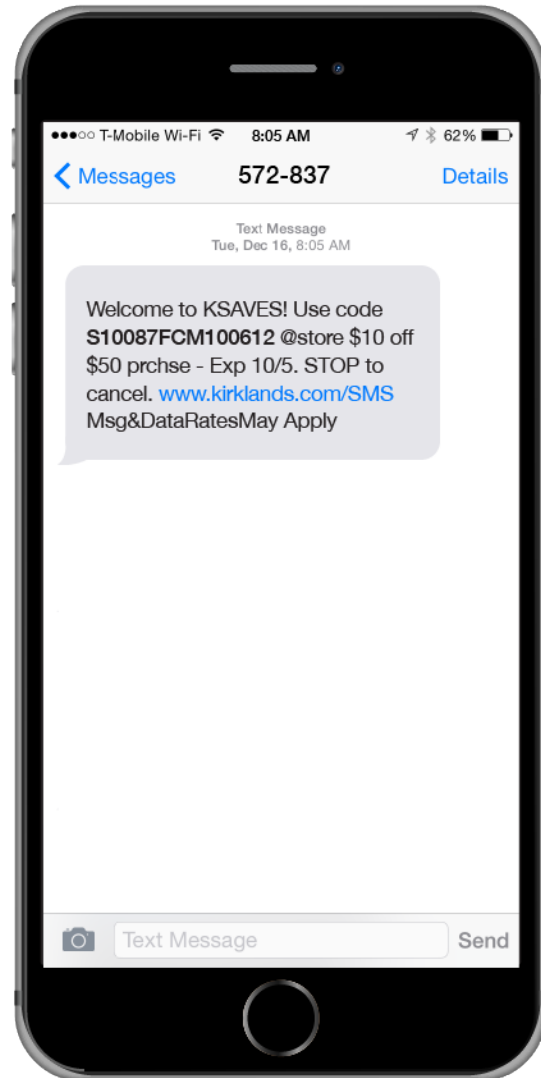 T-Mobile Wi-Fi 8:05 AM 62%
Messages 572-837 Details
Text Message
Tue, Dec 16, 8:05 AM
Welcome to KSAVES! Use code
S10087FCM100612 @store $10 off
$50 prchse - Exp 10/5. STOP to
cancel. www.kirklands.com/SMS
Msg&DataRatesMay Apply
Text Message Send